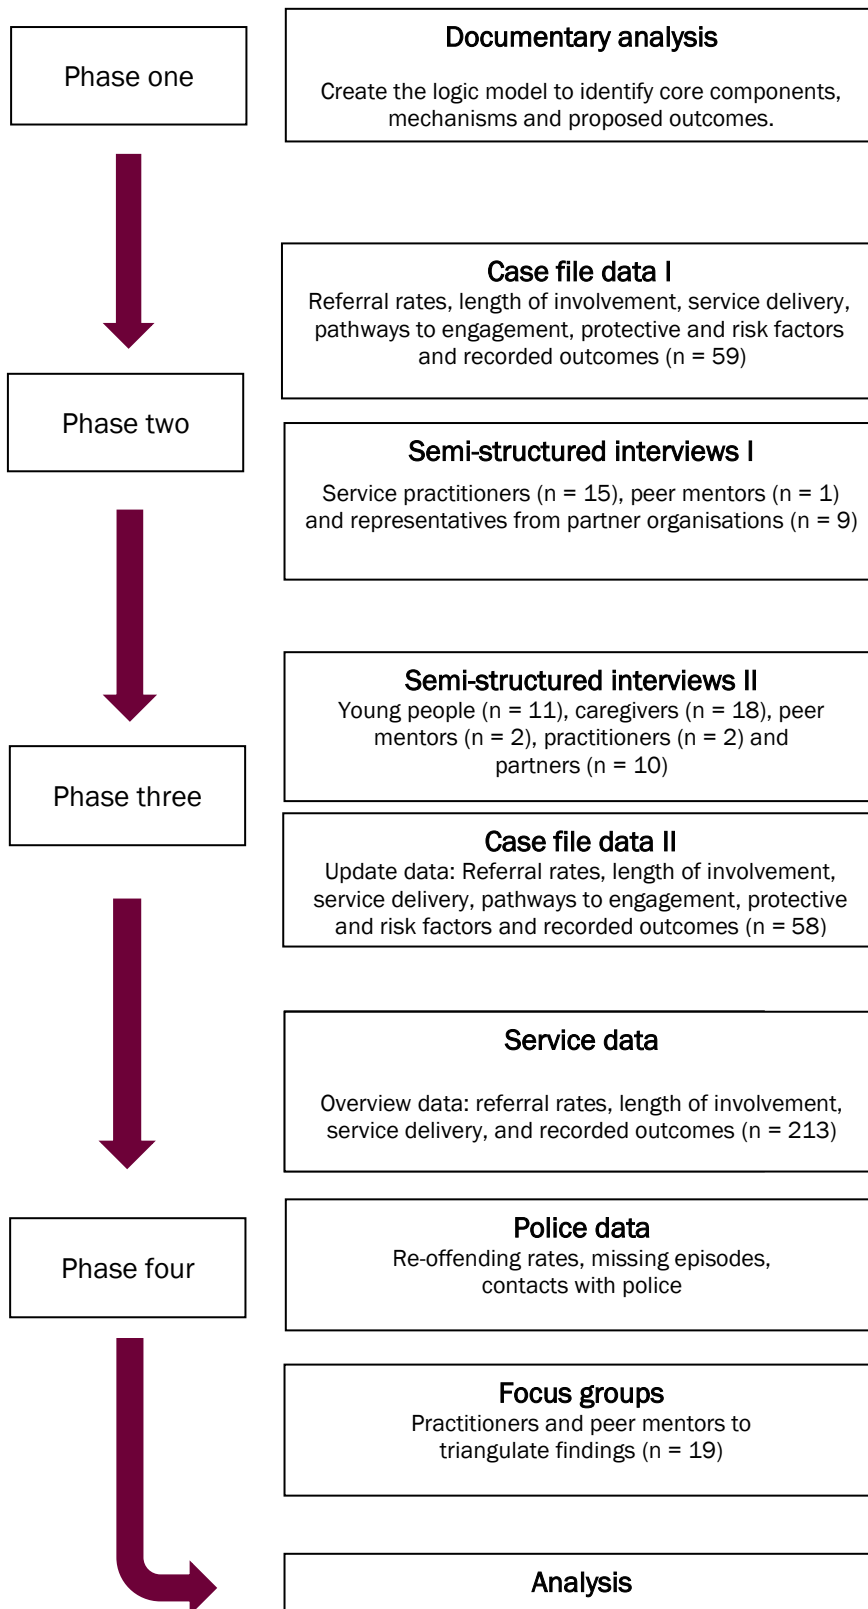 Phase one
Documentary analysis
Create the logic model to identify core components,
mechanisms and proposed outcomes.
Case file data I
Referral rates, length of involvement, service delivery,
pathways to engagement, protective and risk factors
and recorded outcomes (n = 59)
Phase two
Semi-structured interviews I
Service practitioners (n = 15), peer mentors (n = 1)
and representatives from partner organisations (n = 9)
Semi-structured interviews II
Young people (n = 11), caregivers (n = 18), peer
mentors (n = 2), practitioners (n = 2) and
partners (n = 10)
Phase three
Case file data II
Update data: Referral rates, length of involvement,
service delivery, pathways to engagement, protective
and risk factors and recorded outcomes (n = 58)
Service data
Overview data: referral rates, length of involvement,
service delivery, and recorded outcomes (n = 213)
Phase four
Police data
Re-offending rates, missing episodes,
contacts with police
Focus groups
Practitioners and peer mentors to
triangulate findings (n = 19)
Analysis